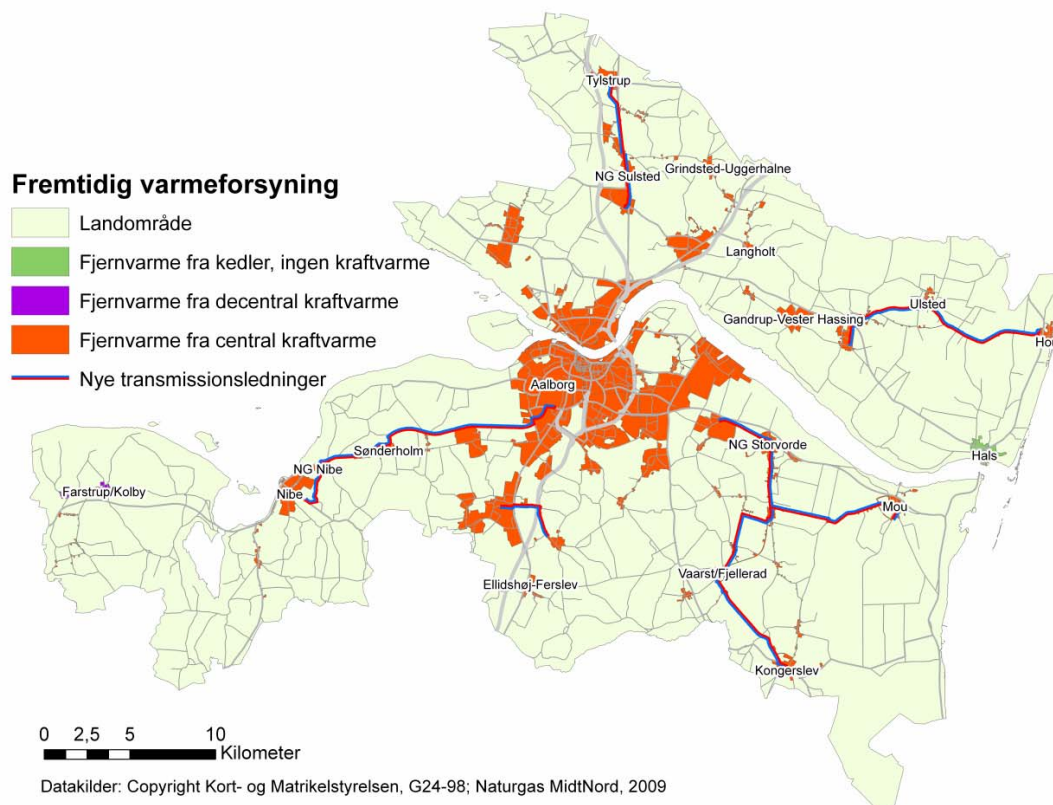 Tylstrup
NG Sulsted
Grindsted-Uggerhalne
Langholt
Fremtidig varmeforsyning
Landområde
Fjernvarme fra kedler, ingen kraftvarme
Fjernvarme fra decentral kraftvarme
Fjernvarme fra central kraftvarme
Nye transmissionsledninger
Ulsted
Gandrup-Vester Hassing
Hou
Aalborg
Sønderholm
NG Storvorde
Hals
NG Nibe
Nibe
Farstrup/Kolby
Mou
Ellidshøj-Ferslev
Vaarst/Fjellerad
Kongerslev
0 2,5 5 10
Kilometer
Datakilder: Copyright Kort- og Matrikelstyrelsen, G24-98; Naturgas MidtNord, 2009